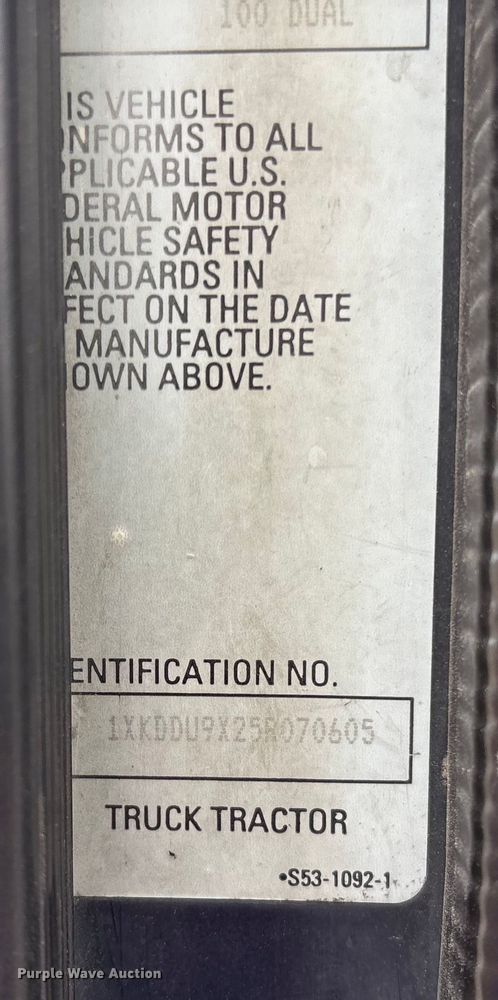 100 DUAL
IS VEHICLE
NFORMS TO ALL
PPLICABLE U.S.
DERAL MOTOR
HICLE SAFETY
ANDARDS IN
FECT ON THE DATE
MANUFACTURE
OWN ABOVE.
ENTIFICATION NO.
1XKDDU9X25R070605
TRUCK TRACTOR
•S53-1092-1
Purple Wave Auction